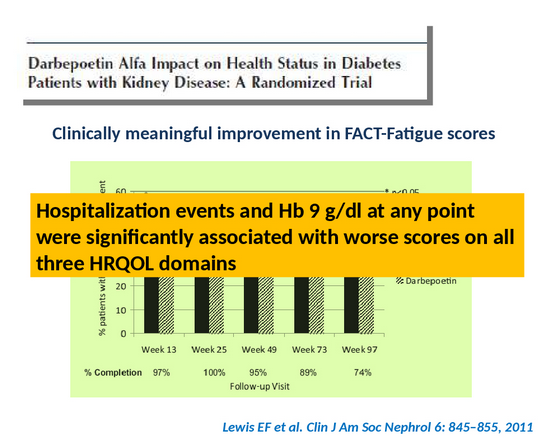 Darbepoetin Alfa Impact on Health Status in Diabetes
Patients with Kidney Disease: A Randomized Trial
Clinically meaningful improvement in FACT-Fatigue scores
60
Hospitalization events and Hb 9 g/dl at any point
were significantly associated with worse scores on all
three HRQOL domains
% patients with
Darbepoetin
20
10
0
Week 13 Week 25 Week 49 Week 73 Week 97
% Completion 97% 100% 95% 89% 74%
Follow-up Visit
Lewis EF et al. Clin J Am Soc Nephrol 6: 845–855, 2011